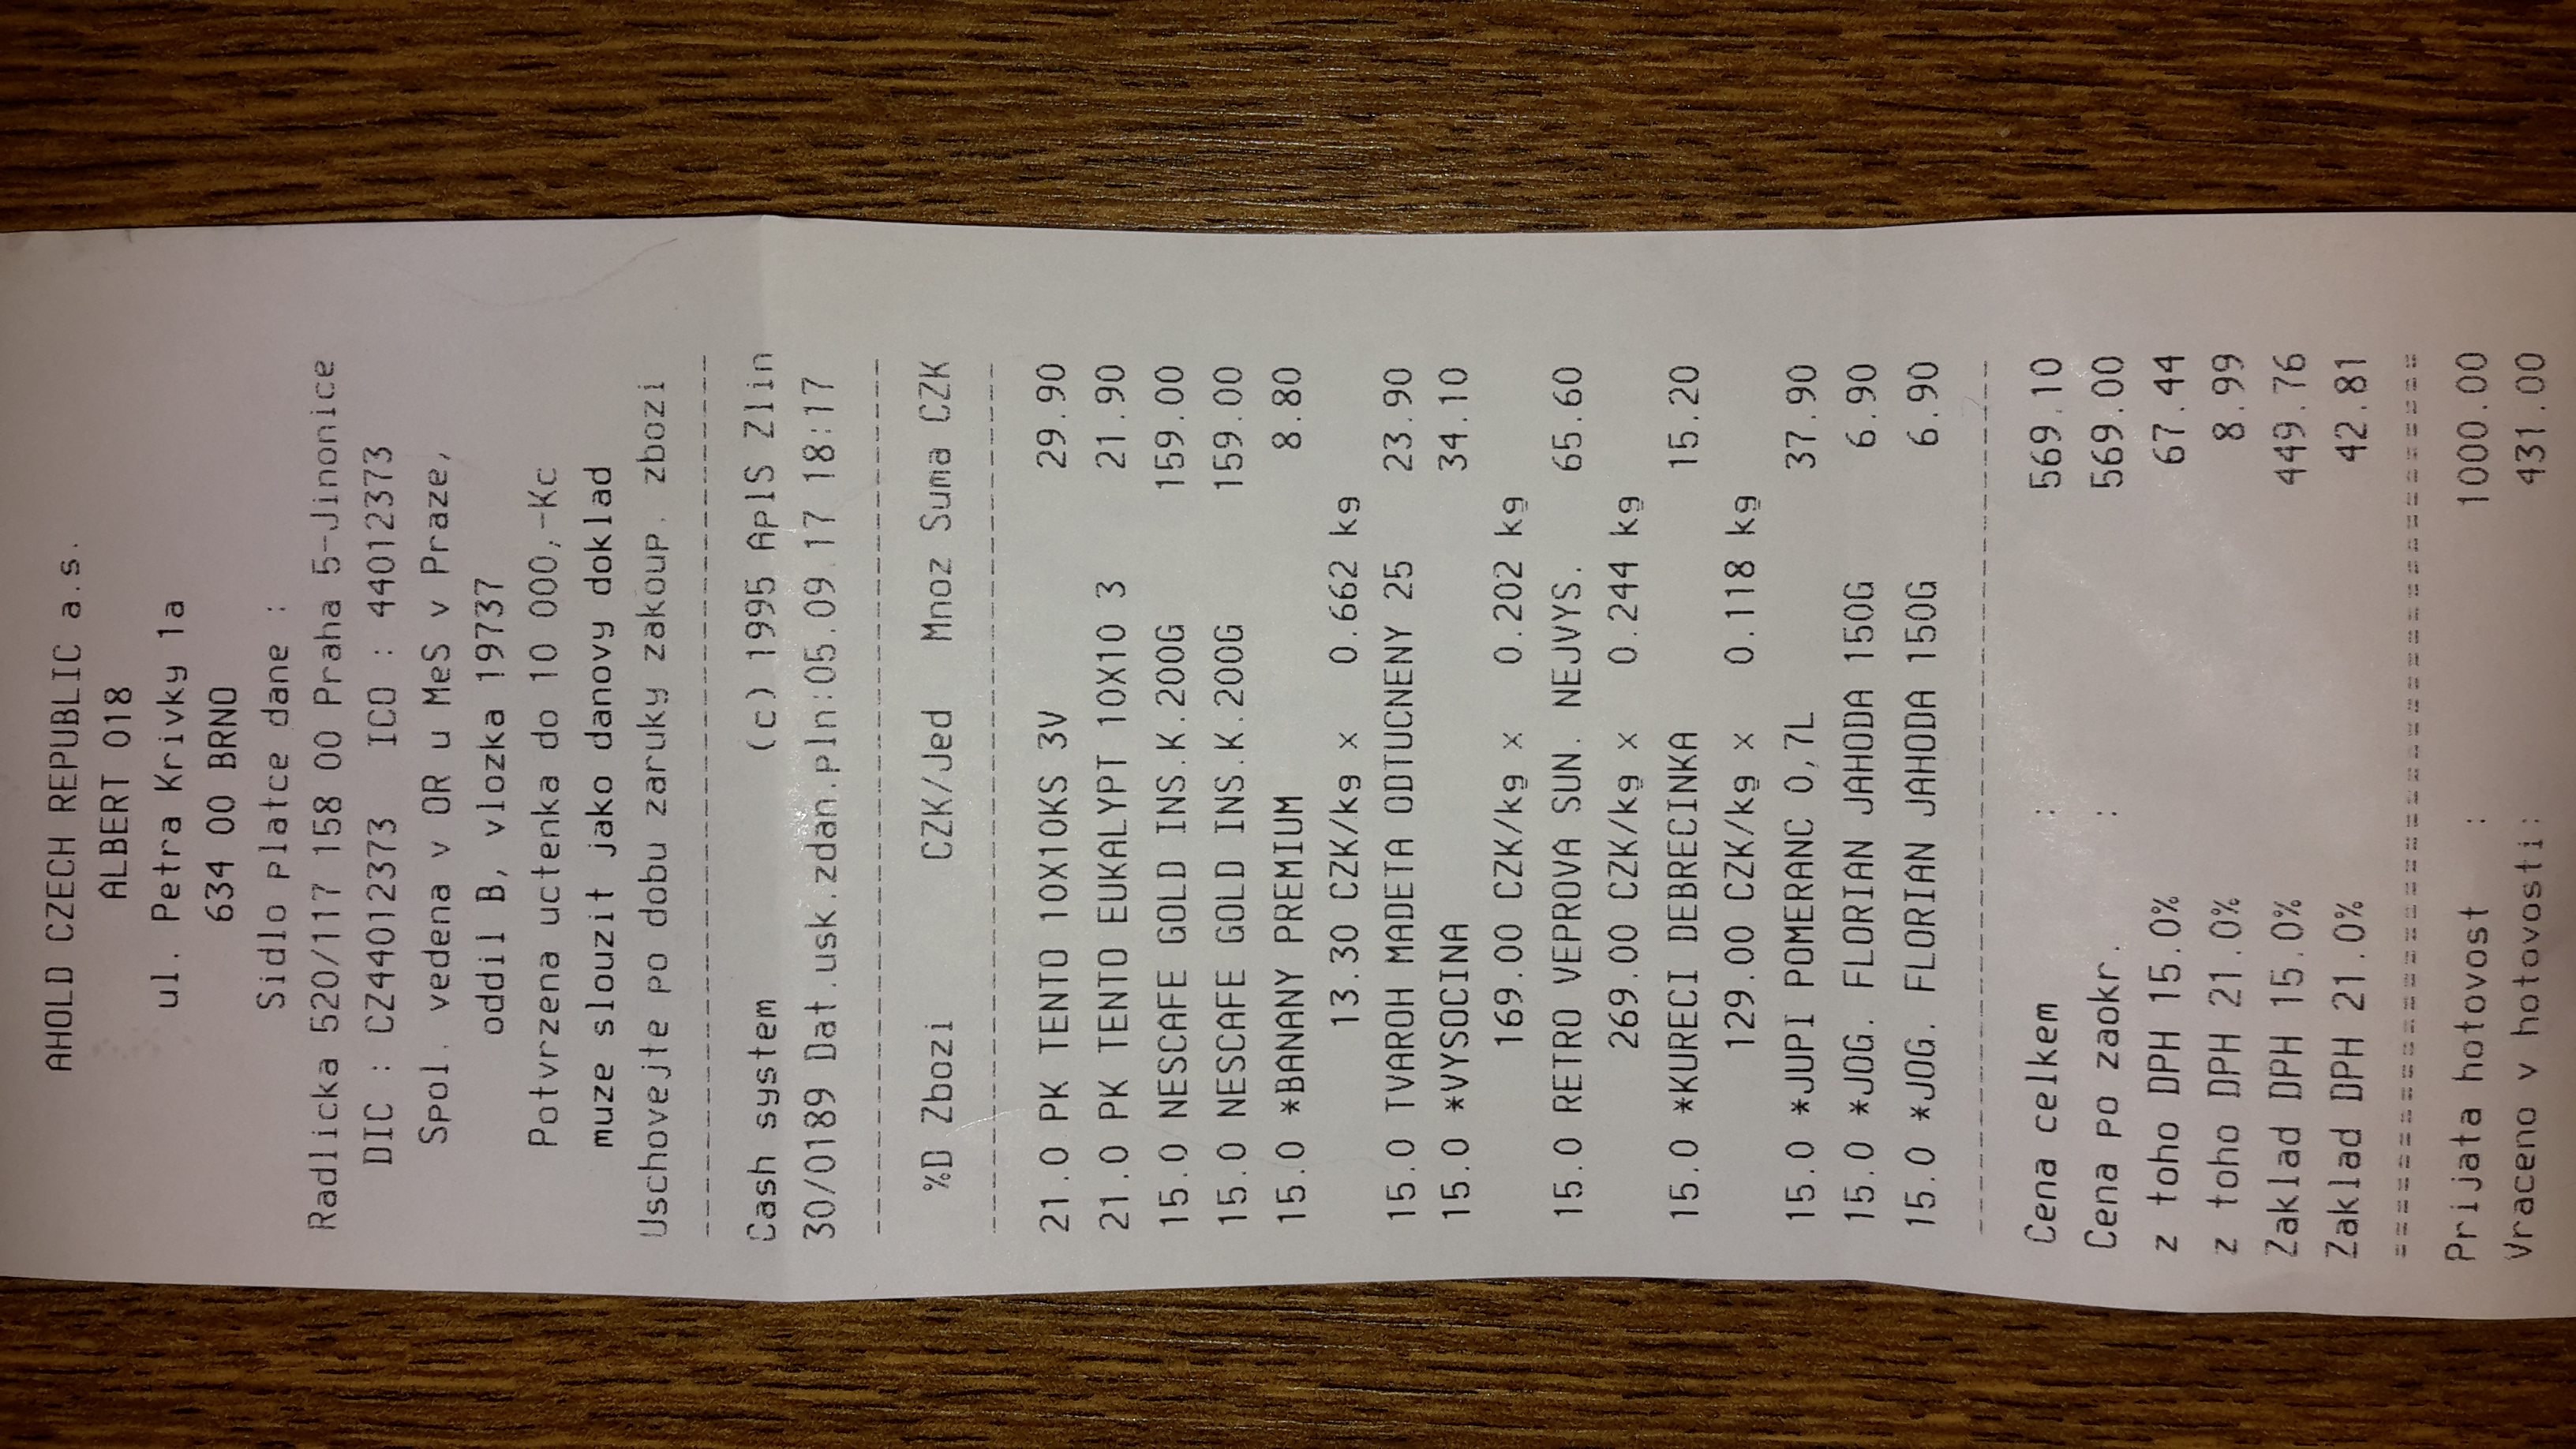 AHOLD CZECH REPUBLIC a.s.
ALBERT 018
ul. Petra Krivky 1a
634 00 BRNO
Sidlo platce dane :
Radlicka 520/117 158 00 Praha 5-Jinonice
DIC : CZ44012373 ICO : 44012373
Spol. vedena v OR u MeS v Praze,
oddil B, vlozka 19737
Potvrzena uctenka do 10 000,-Kc
muze slouzit jako danovy doklad
Uschovejte po dobu zaruky zakoup. zbozi
Cash system (c) 1995 AplS Zlin
30/0189 Dat.usk.zdan.pln:05.09.17 18:17
%D Zbozi CZK/Jed Mnoz Suma CZK
21.0 PK TENTO 10X10KS 3V 29.90
21.0 PK TENTO EUKALYPT 10X10 3 21.90
15.0 NESCAFE GOLD INS.K.200G 159.00
15.0 NESCAFE GOLD INS.K.200G 159.00
15.0 *BANANY PREMIUM 8.80
13.30 CZK/kg x 0.662 kg
15.0 TVAROH MADETA ODTUCNENY 25 23.90
15.0 *VYSOCINA 34.10
169.00 CZK/kg x 0.202 kg
15.0 RETRO VEPROVA SUN. NEJVYS. 65.60
269.00 CZK/kg x 0.244 kg
15.0 *KURECI DEBRECINKA 15.20
129.00 CZK/kg x 0.118 kg
15.0 *JUPI POMERANC 0,7L 37.90
15.0 *JOG. FLORIAN JAHODA 150G 6.90
15.0 *JOG. FLORIAN JAHODA 150G 6.90
Cena celkem : 569.10
Cena po zaokr. : 569.00
z toho DPH 15.0% 67.44
z toho DPH 21.0% 8.99
Zaklad DPH 15.0% 449.76
Zaklad DPH 21.0% 42.81
Prijata hotovost : 1000.00
Vraceno v hotovosti: 431.00